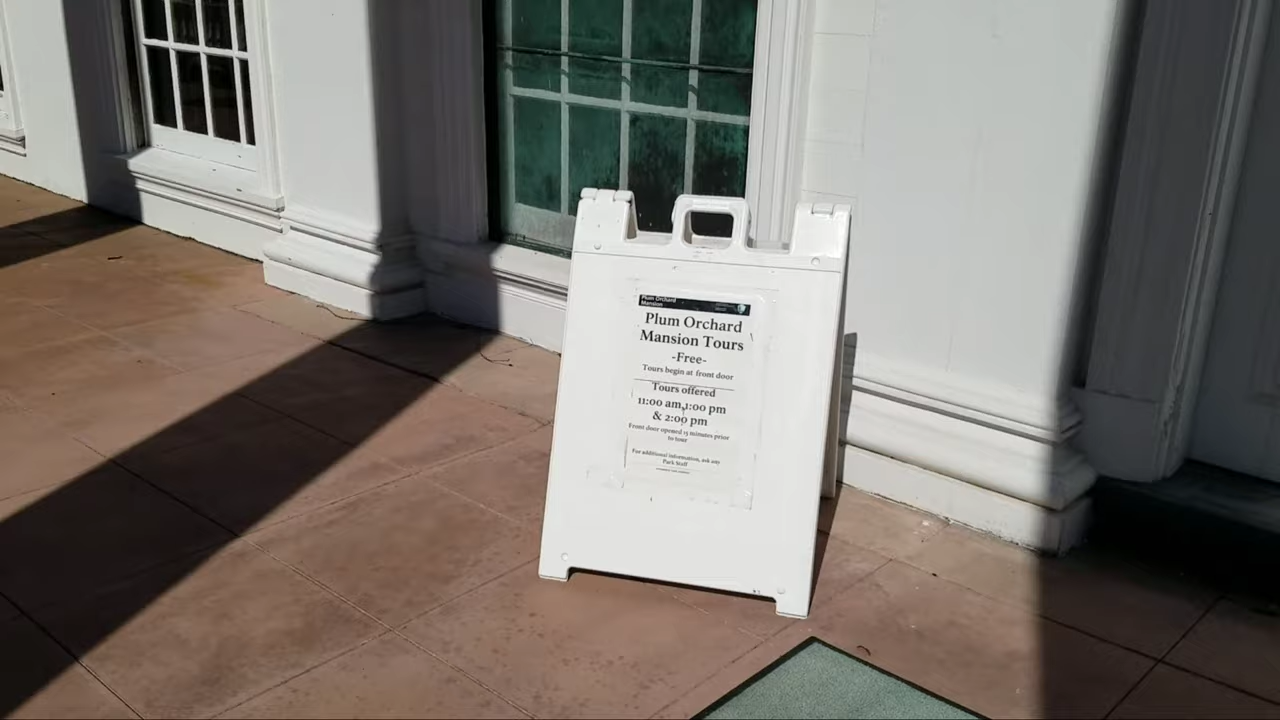 Plum Orchard
Mansion
Plum Orchard
Mansion Tours
-Free-
Tours begin at front door
Tours offered
11:00 am,1:00 pm
& 2:00 pm
Front door opened 15 minutes prior
to tour
For additional information, ask any
Park Staff